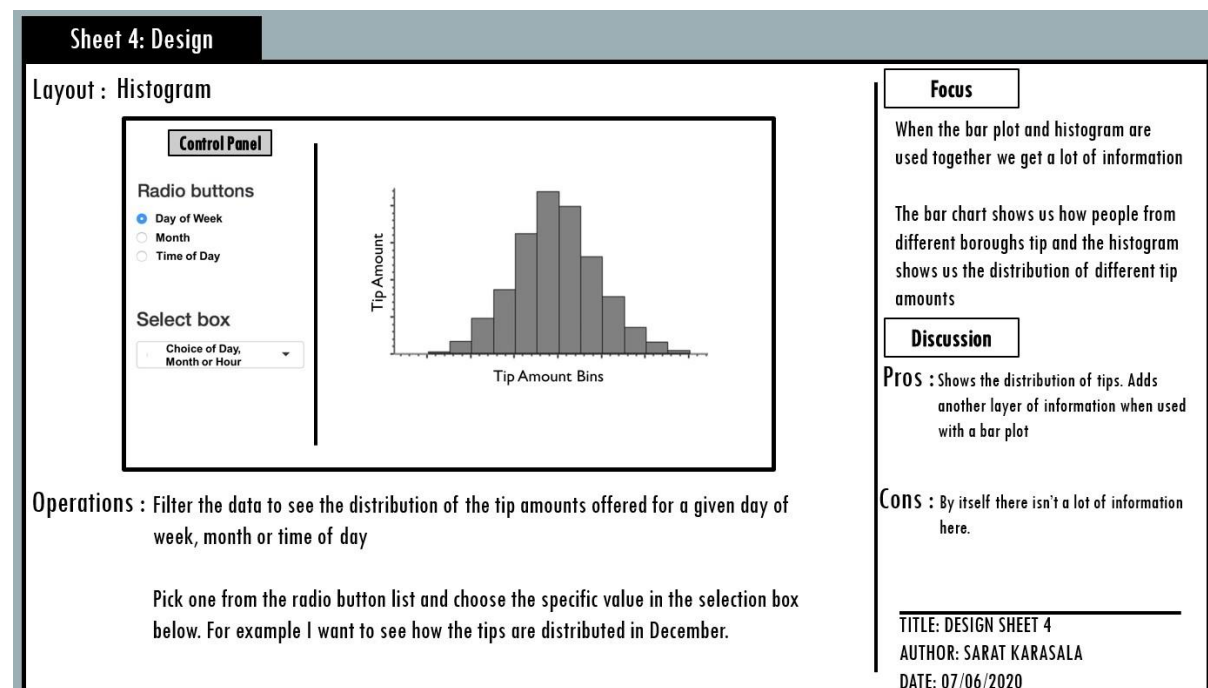 Sheet 4: Design
Layout : Histogram
Control Panel
Radio buttons
Day of Week
Month
Time of Day
Select box
Choice of Day,
Month or Hour
Tip Amount
Tip Amount Bins
Operations : Filter the data to see the distribution of the tip amounts offered for a given day of
week, month or time of day
Pick one from the radio button list and choose the specific value in the selection box
below. For example I want to see how the tips are distributed in December.
Focus
When the bar plot and histogram are
used together we get a lot of information
The bar chart shows us how people from
different boroughs tip and the histogram
shows us the distribution of different tip
amounts
Discussion
Pros : Shows the distribution of tips. Adds
another layer of information when used
with a bar plot
Cons : By itself there isn't a lot of information
here.
TITLE: DESIGN SHEET 4
AUTHOR: SARAT KARASALA
DATE: 07/06/2020